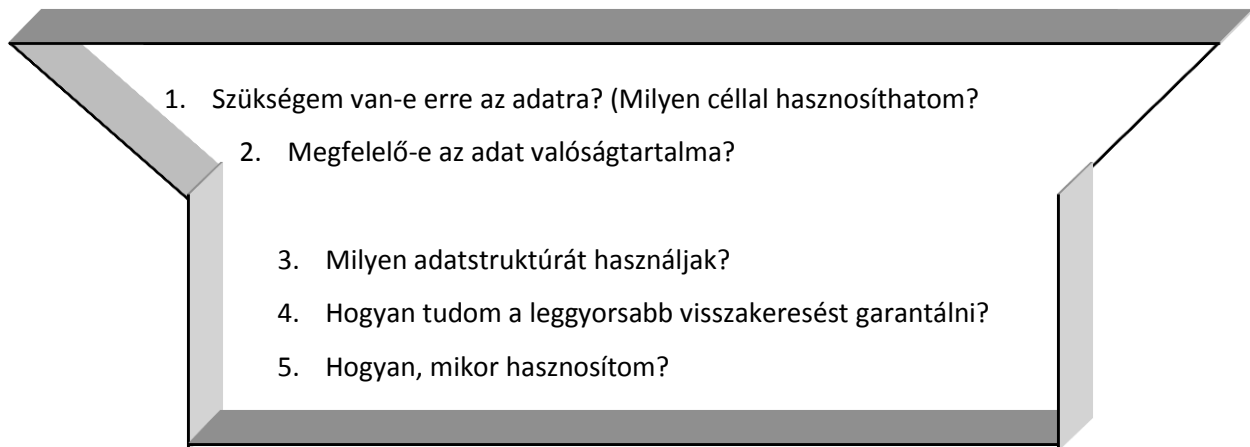 1. Szükségem van-e erre az adatra? (Milyen céllal hasznosíthatom?
2. Megfelelő-e az adat valóságtartalma?
3. Milyen adatstruktúrát használjak?
4. Hogyan tudom a leggyorsabb visszakeresést garantálni?
5. Hogyan, mikor hasznosítom?